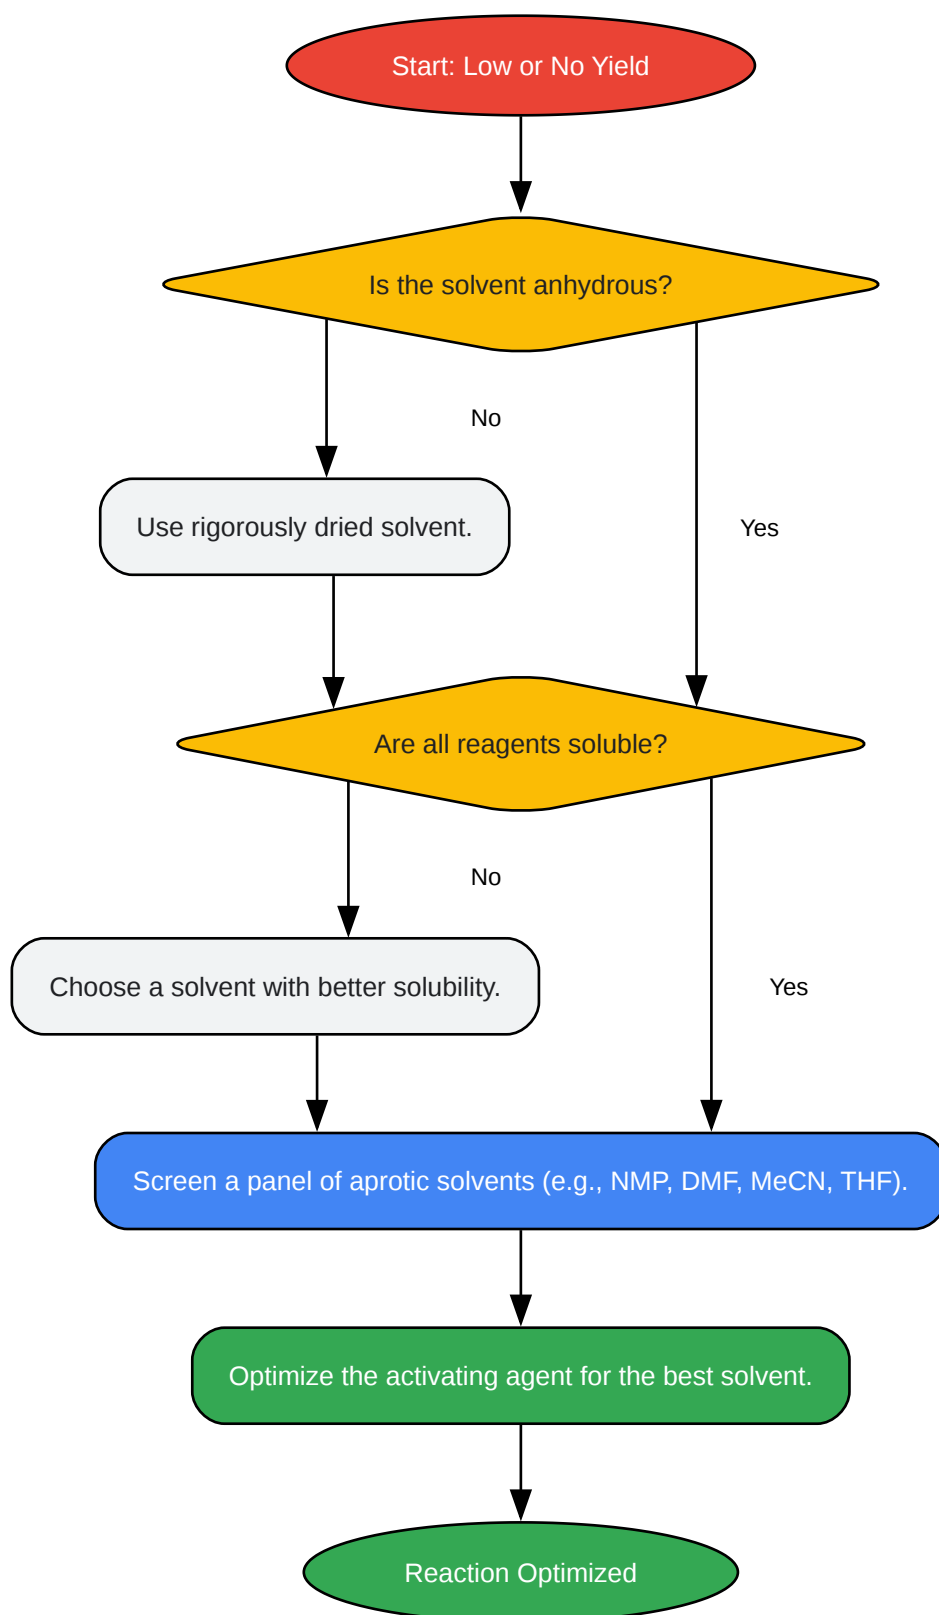 Start: Low or No Yield
Is the solvent anhydrous?
No
Use rigorously dried solvent.
Yes
Are all reagents soluble?
No
Choose a solvent with better solubility.
Yes
Screen a panel of aprotic solvents (e.g., NMP, DMF, MeCN, THF).
Optimize the activating agent for the best solvent.
Reaction Optimized